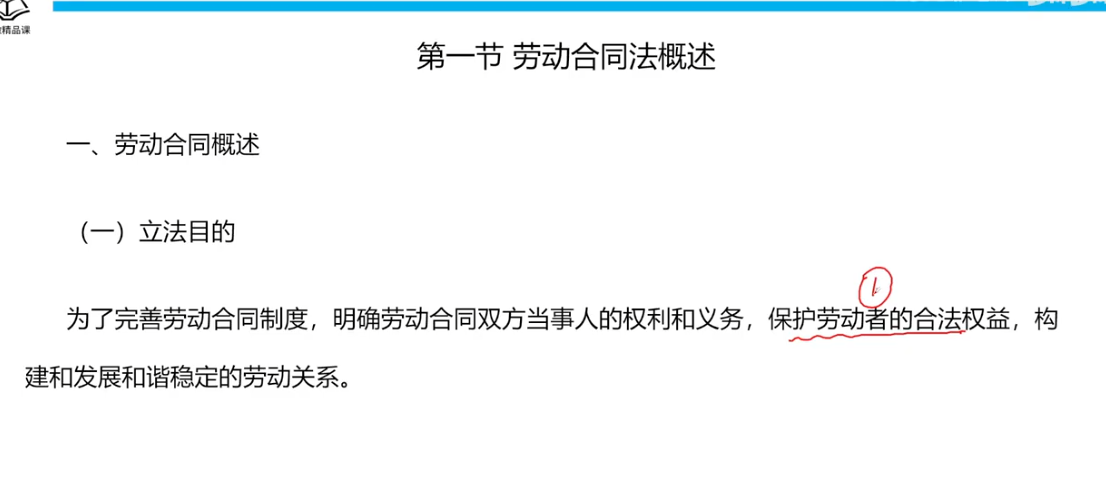 精品课
第一节 劳动合同法概述
一、劳动合同概述
（一）立法目的
①
为了完善劳动合同制度，明确劳动合同双方当事人的权利和义务，保护劳动者的合法权益，构
建和发展和谐稳定的劳动关系。